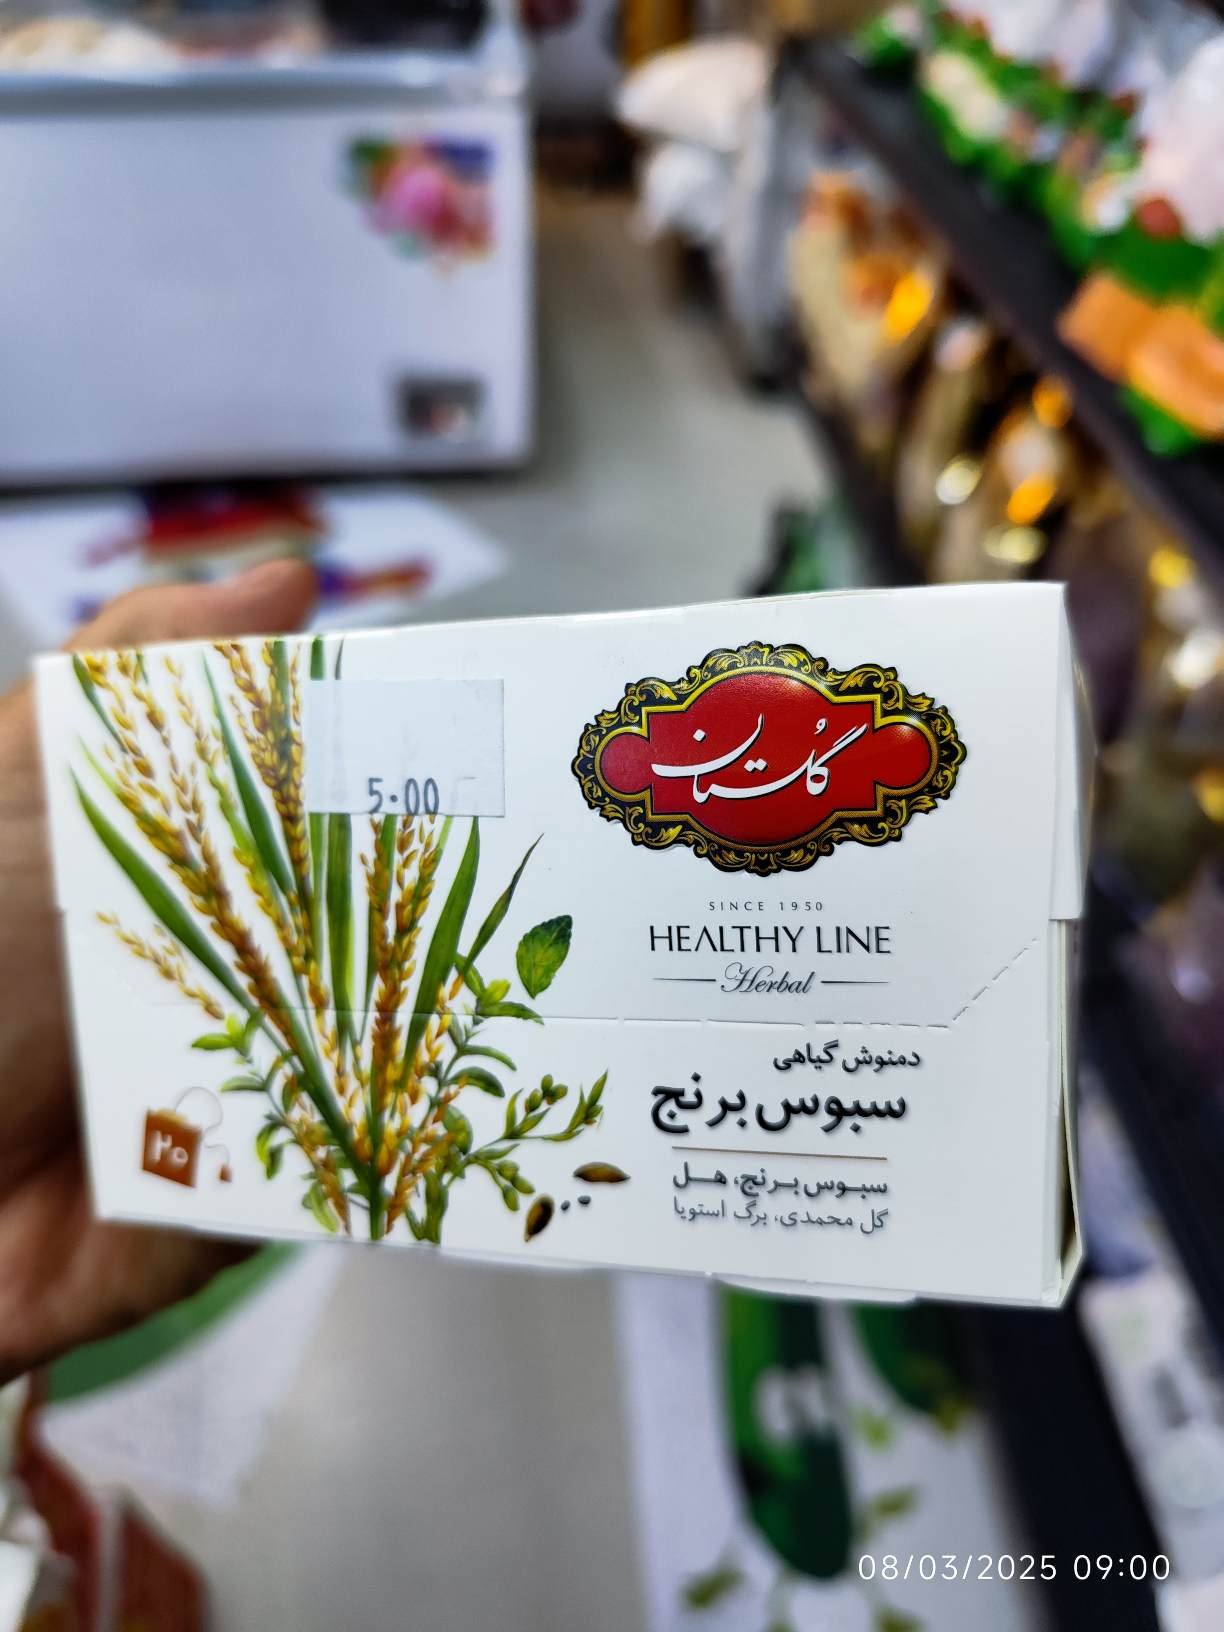 5.00
گلستان
SINCE 1950
HEALTHY LINE
Herbal
دمنوش گیاهی
سبوس برنج
سبوس برنج، هل
گل محمدی، برگ استویا
۲۰
08/03/2025 09:00